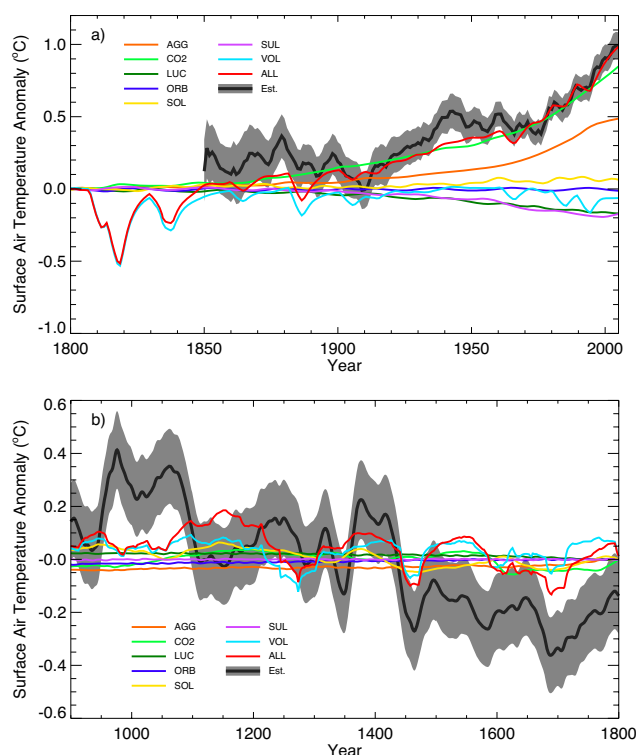 a)
AGG
CO2
LUC
ORB
SOL
SUL
VOL
ALL
Est.
Surface Air Temperature Anomaly (°C)
1.0
0.5
0.0
-0.5
-1.0
1800
1850
1900
1950
2000
Year
b)
Surface Air Temperature Anomaly (°C)
0.6
0.4
0.2
-0.0
-0.2
-0.4
-0.6
AGG
CO2
LUC
ORB
SOL
SUL
VOL
ALL
Est.
1000
1200
1400
1600
1800
Year